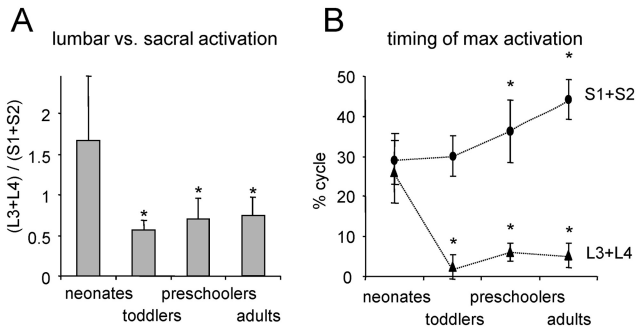 A
lumbar vs. sacral activation
(L3+L4) / (S1+S2)
2
1.5
1
0.5
0
*
*
*
neonates
toddlers
preschoolers
adults
B
timing of max activation
% cycle
50
40
30
20
10
0
*
*
S1+S2
*
*
*
L3+L4
neonates
toddlers
preschoolers
adults